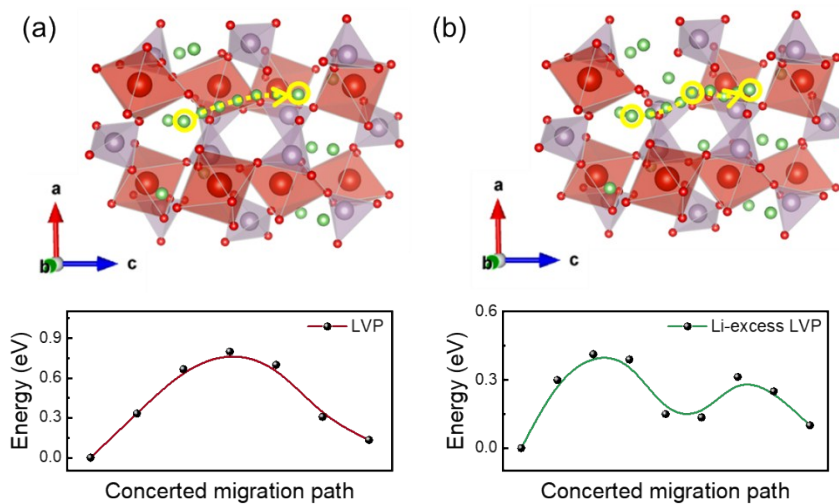 (a)
(b)
a
b
c
a
b
c
Energy (eV)
0.9
0.6
0.3
0.0
LVP
Concerted migration path
Energy (eV)
0.6
0.3
0.0
Li-excess LVP
Concerted migration path